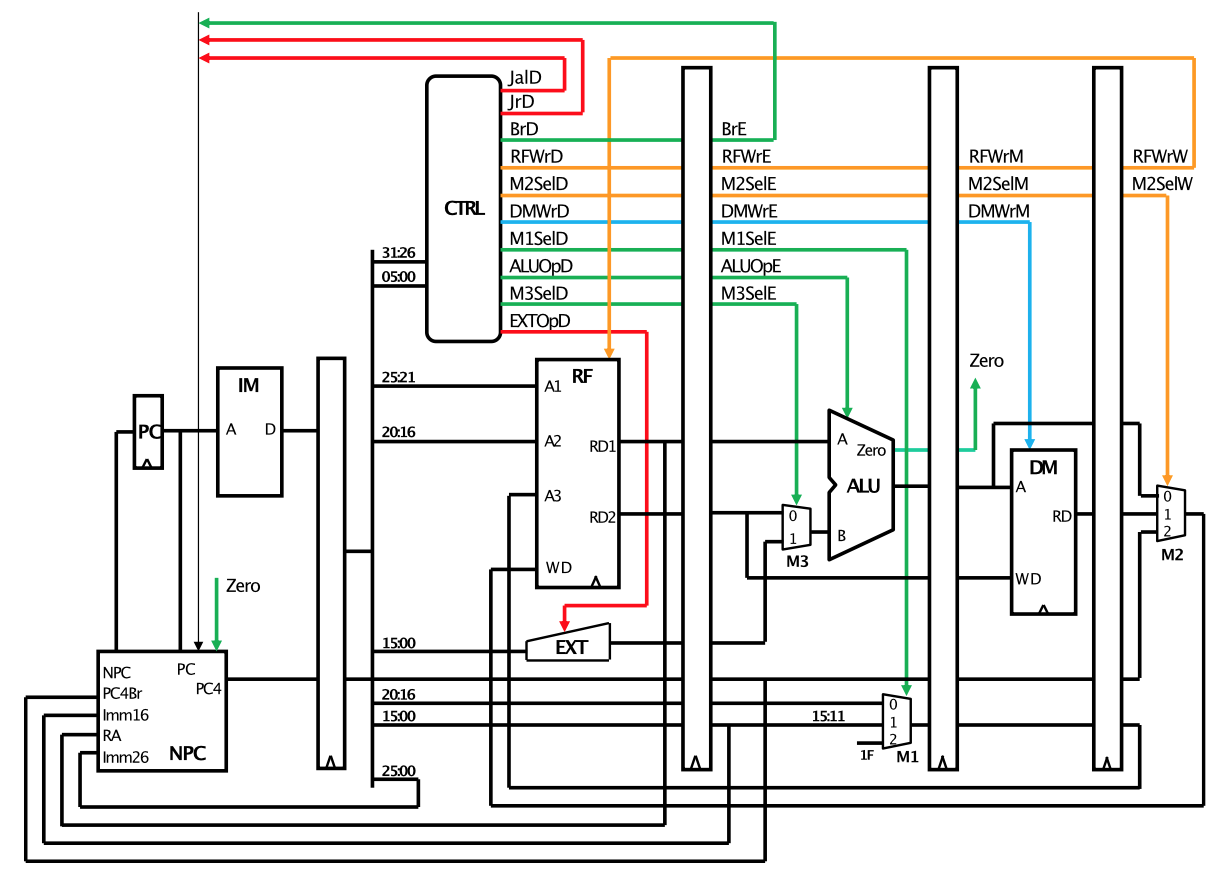 JalD
JrD
BrD BrE
RFWrD RFWrE RFWrM RFWrW
M2SelD M2SelE M2SelM M2SelW
CTRL
DMWrD DMWrE DMWrM
M1SelD M1SelE
ALUOpD ALUOpE
M3SelD M3SelE
EXTOpD
31:26
05:00
Zero
IM
A D
PC
25:21
20:16
RF
A1
A2
A3
WD
RD1
RD2
A
Zero
ALU
B
0
1
M3
DM
A
RD
WD
0
1
2
M2
Zero
15:00
EXT
NPC
PC
PC4
PC4Br
Imm16
RA
Imm26
NPC
20:16
15:00
15:11
0
1
2
1F
M1
25:00